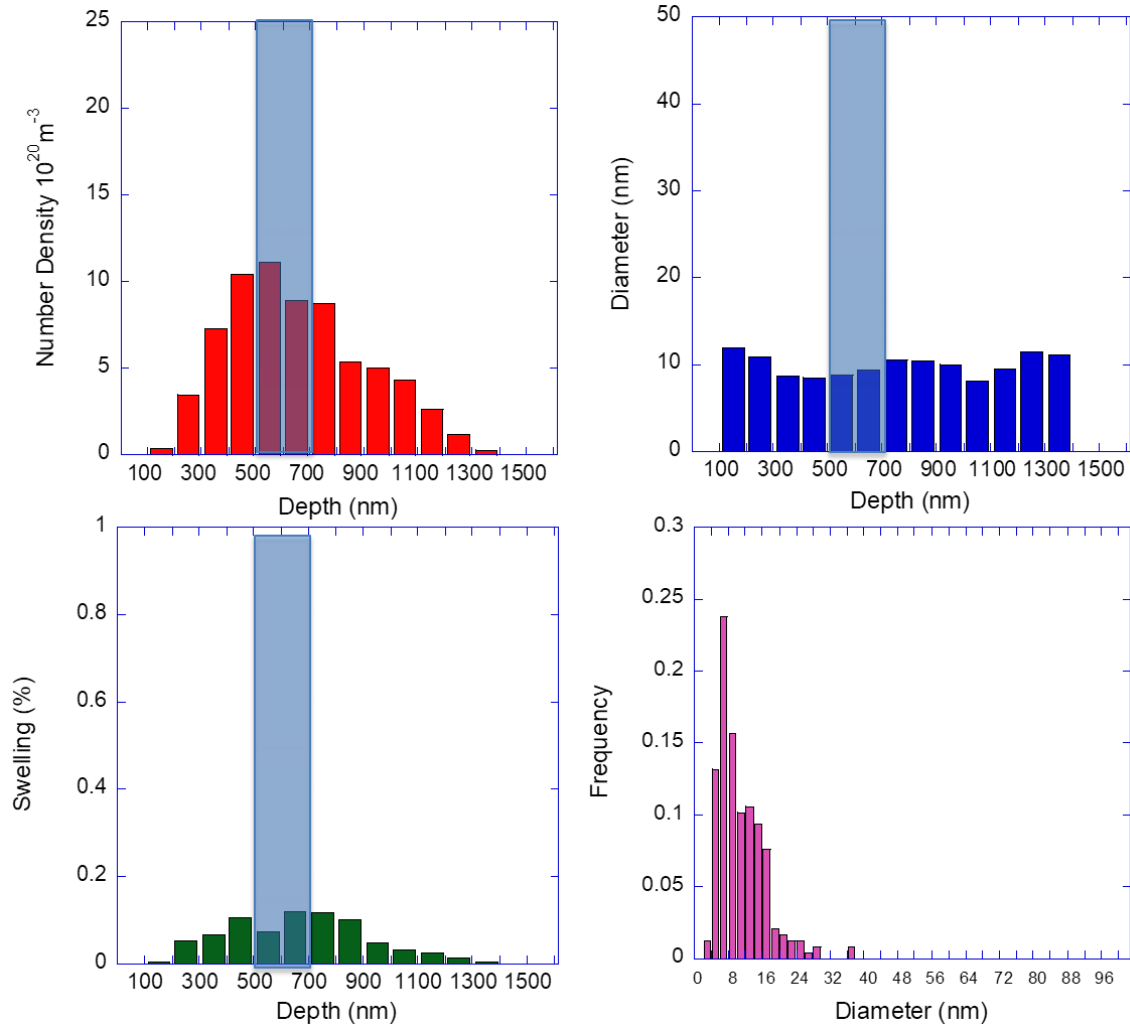 Number Density 10²⁰ m⁻³
25
20
15
10
5
0
100 300 500 700 900 1100 1500
Depth (nm)
Diameter (nm)
50
40
30
20
10
0
100 300 500 700 900 1100 1300 1500
Depth (nm)
Swelling (%)
1
0.8
0.6
0.4
0.2
0
100 300 500 700 900 1100 1300 1500
Depth (nm)
Frequency
0.3
0.25
0.2
0.15
0.1
0.05
0
0 8 16 24 32 40 48 56 64 72 80 88 96
Diameter (nm)